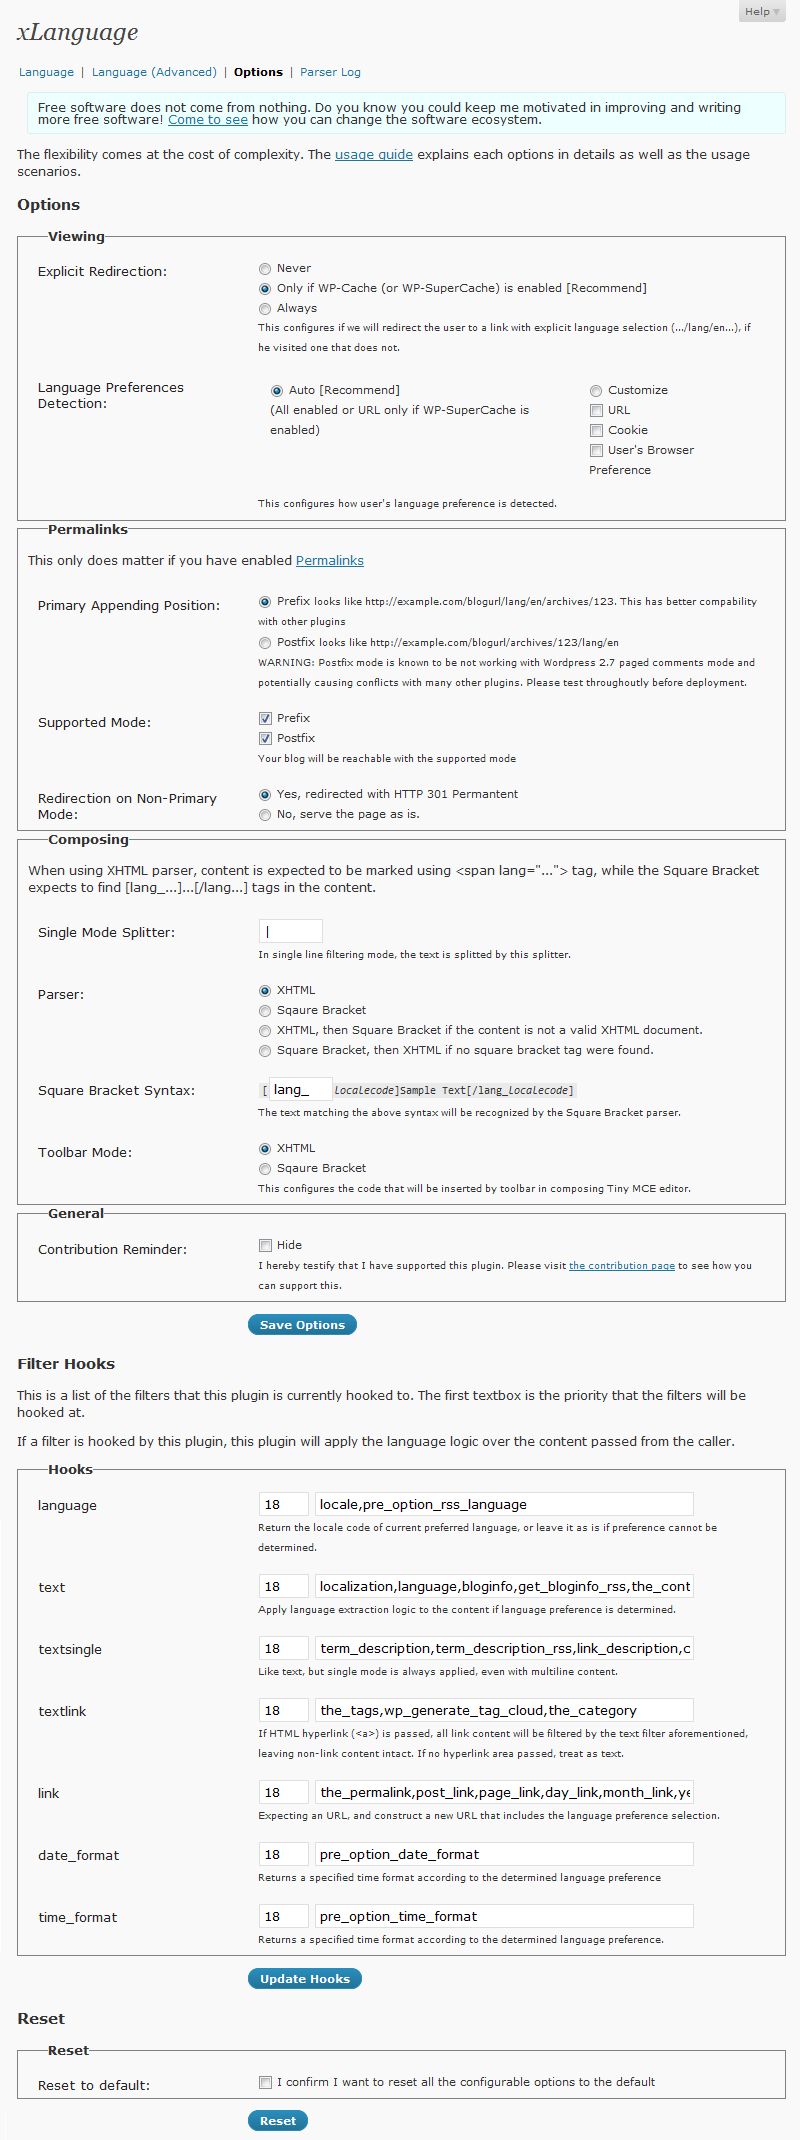 Help
xLanguage
Language | Language (Advanced) | Options | Parser Log
Free software does not come from nothing. Do you know you could keep me motivated in improving and writing
more free software! Come to see how you can change the software ecosystem.
The flexibility comes at the cost of complexity. The usage guide explains each options in details as well as the usage
scenarios.
Options
Viewing
Explicit Redirection:
Never
Only if WP-Cache (or WP-SuperCache) is enabled [Recommend]
Always
This configures if we will redirect the user to a link with explicit language selection (.../lang/en...), if
he visited one that does not.
Language Preferences
Detection:
Auto [Recommend]
(All enabled or URL only if WP-SuperCache is
enabled)
Customize
URL
Cookie
User's Browser
Preference
This configures how user's language preference is detected.
Permalinks
This only does matter if you have enabled Permalinks
Primary Appending Position:
Prefix looks like http://example.com/blogurl/lang/en/archives/123. This has better compability
with other plugins
Postfix looks like http://example.com/blogurl/archives/123/lang/en
WARNING: Postfix mode is known to be not working with Wordpress 2.7 paged comments mode and
potentially causing conflicts with many other plugins. Please test throughoutly before deployment.
Supported Mode:
Prefix
Postfix
Your blog will be reachable with the supported mode
Redirection on Non-Primary
Mode:
Yes, redirected with HTTP 301 Permantent
No, serve the page as is.
Composing
When using XHTML parser, content is expected to be marked using <span lang="..."> tag, while the Square Bracket
expects to find [lang_...]...[/lang...] tags in the content.
Single Mode Splitter:
|
In single line filtering mode, the text is splitted by this splitter.
Parser:
XHTML
Sqaure Bracket
XHTML, then Square Bracket if the content is not a valid XHTML document.
Square Bracket, then XHTML if no square bracket tag were found.
Square Bracket Syntax:
[lang_localecode]Sample Text[/lang_localecode]
The text matching the above syntax will be recognized by the Square Bracket parser.
Toolbar Mode:
XHTML
Sqaure Bracket
This configures the code that will be inserted by toolbar in composing Tiny MCE editor.
General
Contribution Reminder:
Hide
I hereby testify that I have supported this plugin. Please visit the contribution page to see how you
can support this.
Save Options
Filter Hooks
This is a list of the filters that this plugin is currently hooked to. The first textbox is the priority that the filters will be
hooked at.
If a filter is hooked by this plugin, this plugin will apply the language logic over the content passed from the caller.
Hooks
language 18 locale,pre_option_rss_language
Return the locale code of current preferred language, or leave it as is if preference cannot be
determined.
text 18 localization,language,bloginfo,get_bloginfo_rss,the_cont
Apply language extraction logic to the content if language preference is determined.
textsingle 18 term_description,term_description_rss,link_description,c
Like text, but single mode is always applied, even with multiline content.
textlink 18 the_tags,wp_generate_tag_cloud,the_category
If HTML hyperlink (<a>) is passed, all link content will be filtered by the text filter aforementioned,
leaving non-link content intact. If no hyperlink area passed, treat as text.
link 18 the_permalink,post_link,page_link,day_link,month_link,ye
Expecting an URL, and construct a new URL that includes the language preference selection.
date_format 18 pre_option_date_format
Returns a specified time format according to the determined language preference
time_format 18 pre_option_time_format
Returns a specified time format according to the determined language preference.
Update Hooks
Reset
Reset
Reset to default:
I confirm I want to reset all the configurable options to the default
Reset